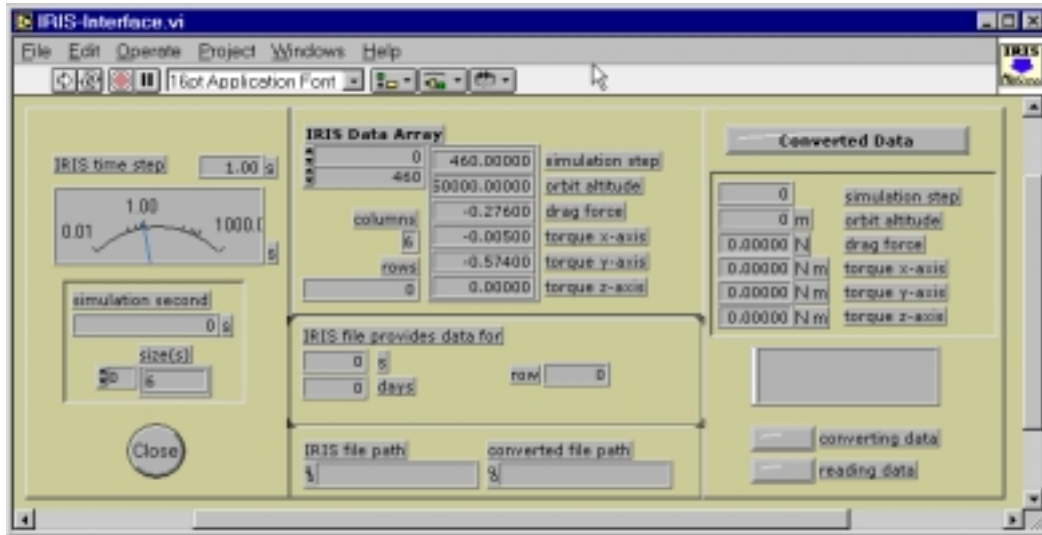 IRIS-Interface.vi
File Edit Operate Project Windows Help
IRIS
16pt Application Font
IRIS time step 1.00 s
1.00
0.01 1000.0
s
simulation second
0 s
size(s)
0 6
Close
IRIS Data Array
0
460
columns
6
rows
0
460.00000 simulation step
50000.00000 orbit altitude
-0.27600 drag force
-0.00500 torque x-axis
-0.57400 torque y-axis
0.00000 torque z-axis
IRIS file provides data for
0 s
0 days
row 0
IRIS file path
converted file path
Converted Data
0 simulation step
0 m orbit altitude
0.00000 N drag force
0.00000 N m torque x-axis
0.00000 N m torque y-axis
0.00000 N m torque z-axis
converting data
reading data